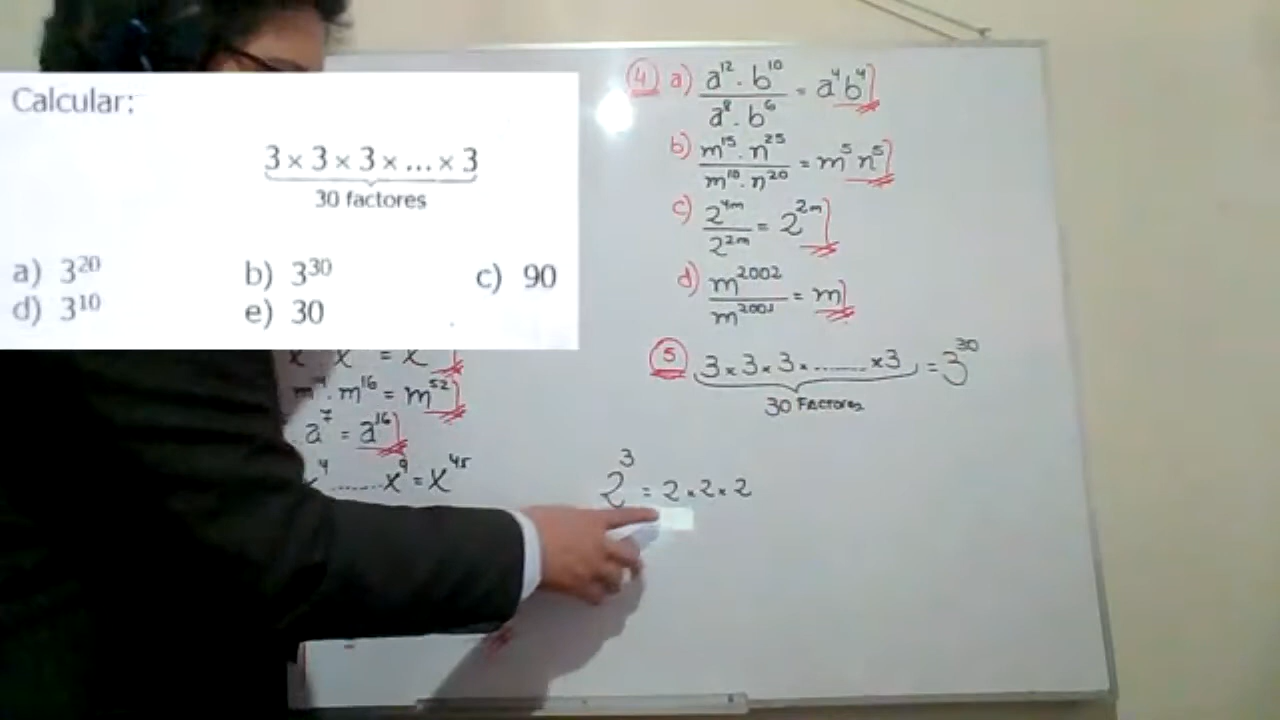 Calcular:
3 × 3 × 3 × ... × 3
30 factores
a) 3²⁰
b) 3³⁰
c) 90
d) 3¹⁰
e) 30
x x = x
m . m¹⁶ = m⁵²
. a⁷ = a¹⁶
x⁴ ........ x⁹ = x⁴⁵
4 a) a¹² . b¹⁰ / a⁸ . b⁶ = a⁴b⁴
b) m¹⁵ . n²⁵ / m¹⁰ . n²⁰ = m⁵n⁵
c) 2⁴ᵐ / 2²ᵐ = 2²ᵐ
d) m²⁰⁰² / m²⁰⁰¹ = m
5 3 × 3 × 3 × ........ × 3 = 3³⁰
30 Factores
2³ = 2 × 2 × 2